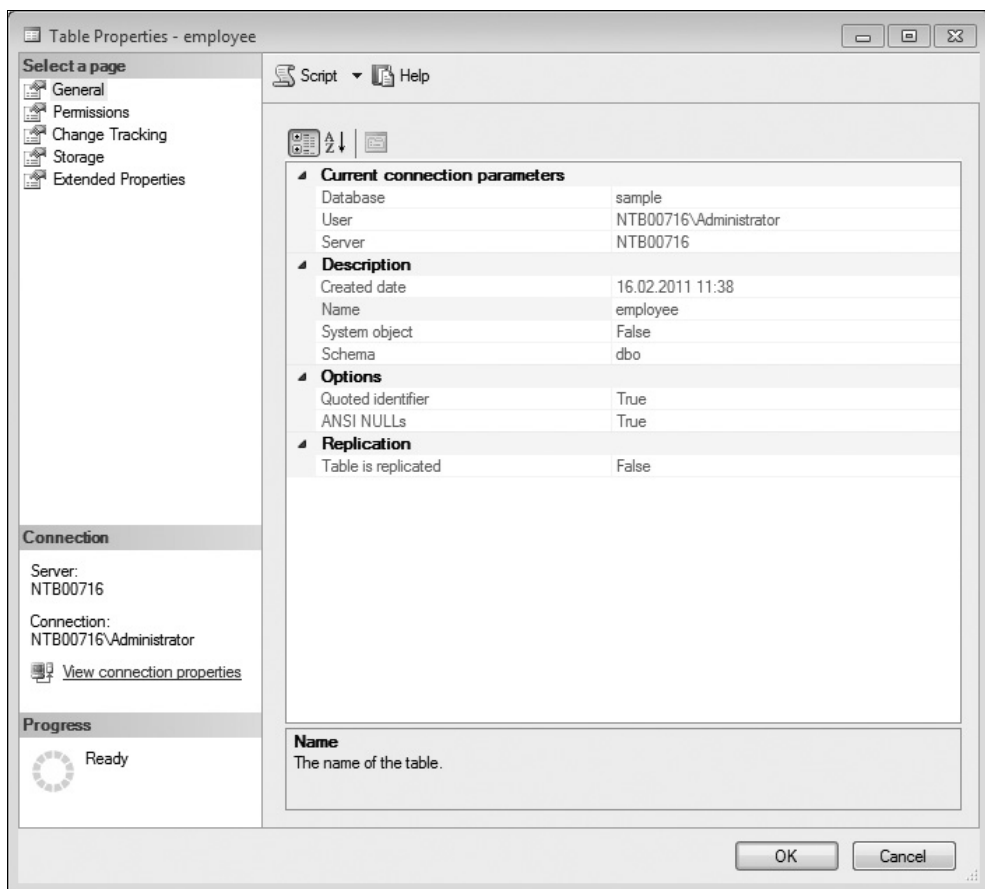 Table Properties - employee
Select a page
General
Permissions
Change Tracking
Storage
Extended Properties
Script Help
Current connection parameters
Database sample
User NTB00716\Administrator
Server NTB00716
Description
Created date 16.02.2011 11:38
Name employee
System object False
Schema dbo
Options
Quoted identifier True
ANSI NULLs True
Replication
Table is replicated False
Connection
Server:
NTB00716
Connection:
NTB00716\Administrator
View connection properties
Progress
Ready
Name
The name of the table.
OK Cancel